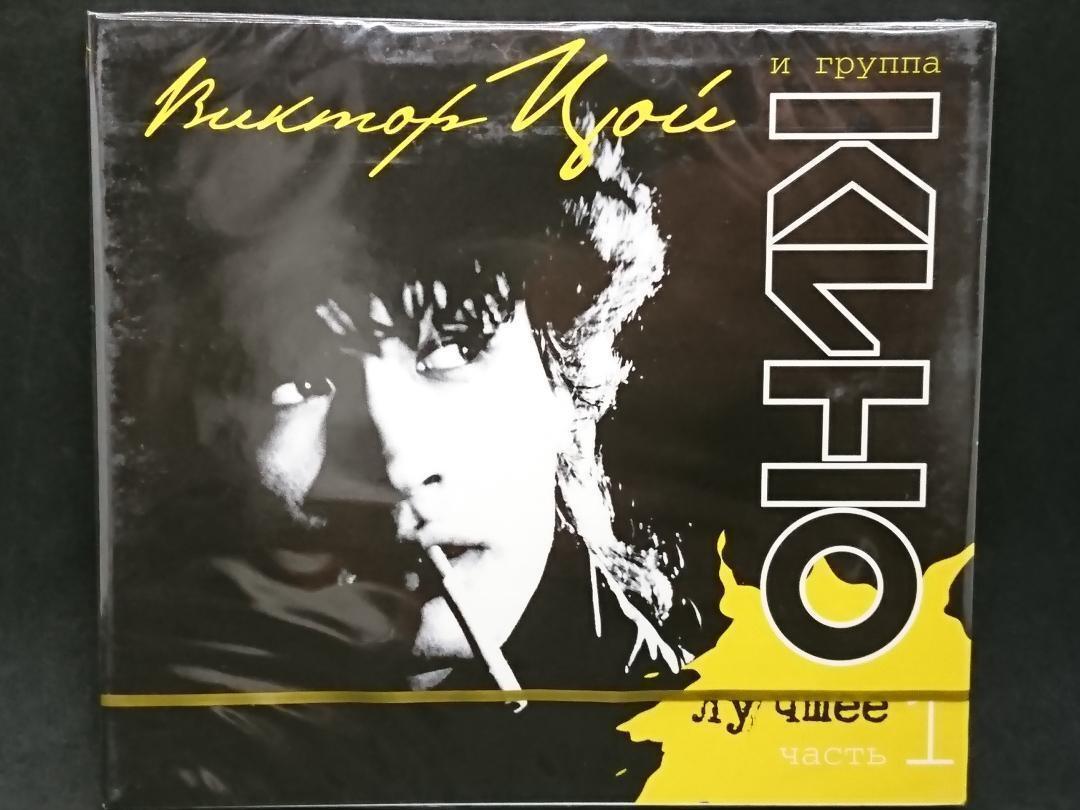 Виктор Цой
и группа
КИНО
лучшее
часть 1